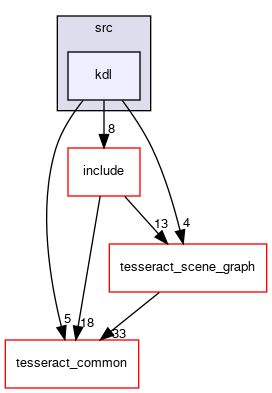 src
kdl
8
include
13
4
tesseract_scene_graph
5
18
33
tesseract_common